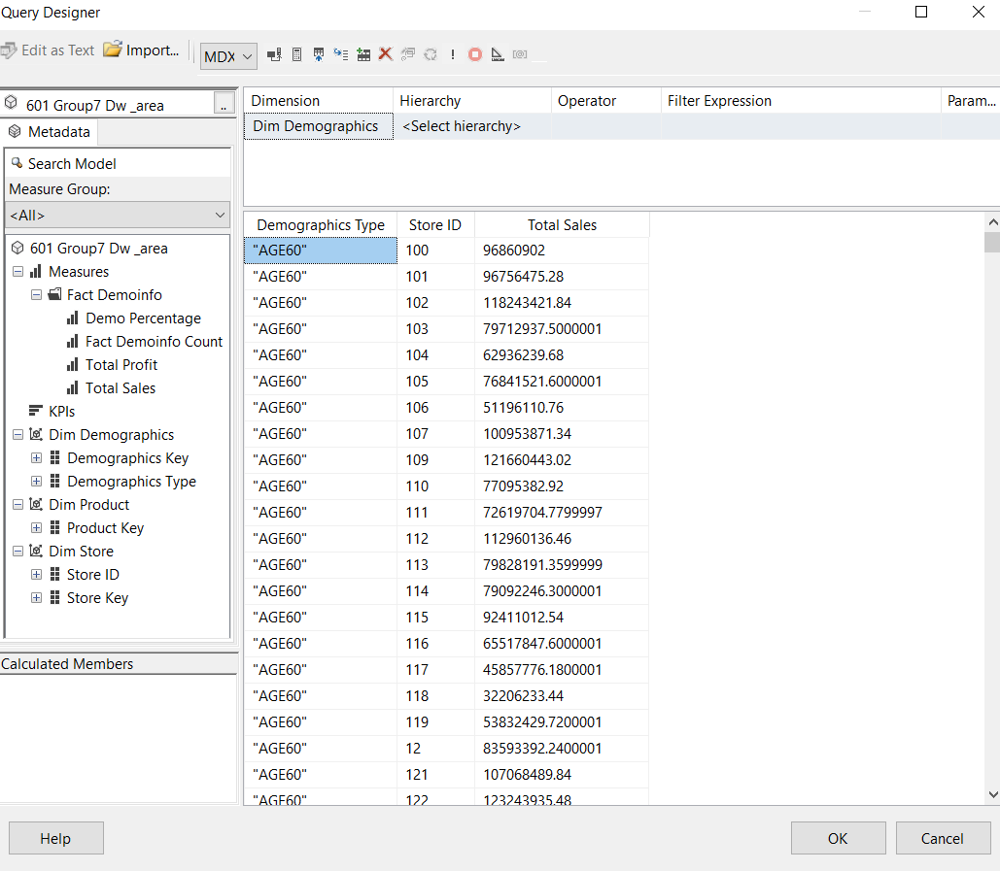 Query Designer
Edit as Text Import... MDX !
601 Group7 Dw _area ..
Metadata
Search Model
Measure Group:
<All>
601 Group7 Dw _area
Measures
Fact Demoinfo
Demo Percentage
Fact Demoinfo Count
Total Profit
Total Sales
KPIs
Dim Demographics
Demographics Key
Demographics Type
Dim Product
Product Key
Dim Store
Store ID
Store Key
Calculated Members
Dimension Hierarchy Operator Filter Expression Param...
Dim Demographics <Select hierarchy>
Demographics Type Store ID Total Sales
"AGE60" 100 96860902
"AGE60" 101 96756475.28
"AGE60" 102 118243421.84
"AGE60" 103 79712937.5000001
"AGE60" 104 62936239.68
"AGE60" 105 76841521.6000001
"AGE60" 106 51196110.76
"AGE60" 107 100953871.34
"AGE60" 109 121660443.02
"AGE60" 110 77095382.92
"AGE60" 111 72619704.7799997
"AGE60" 112 112960136.46
"AGE60" 113 79828191.3599999
"AGE60" 114 79092246.3000001
"AGE60" 115 92411012.54
"AGE60" 116 65517847.6000001
"AGE60" 117 45857776.1800001
"AGE60" 118 32206233.44
"AGE60" 119 53832429.7200001
"AGE60" 12 83593392.2400001
"AGE60" 121 107068489.84
"AGE60" 122 123243935.48
Help OK Cancel